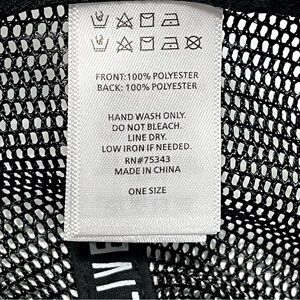 FRONT:100% POLYESTER
BACK: 100% POLYESTER
HAND WASH ONLY.
DO NOT BLEACH.
LINE DRY.
LOW IRON IF NEEDED.
RN#75343
MADE IN CHINA
ONE SIZE
LIVE